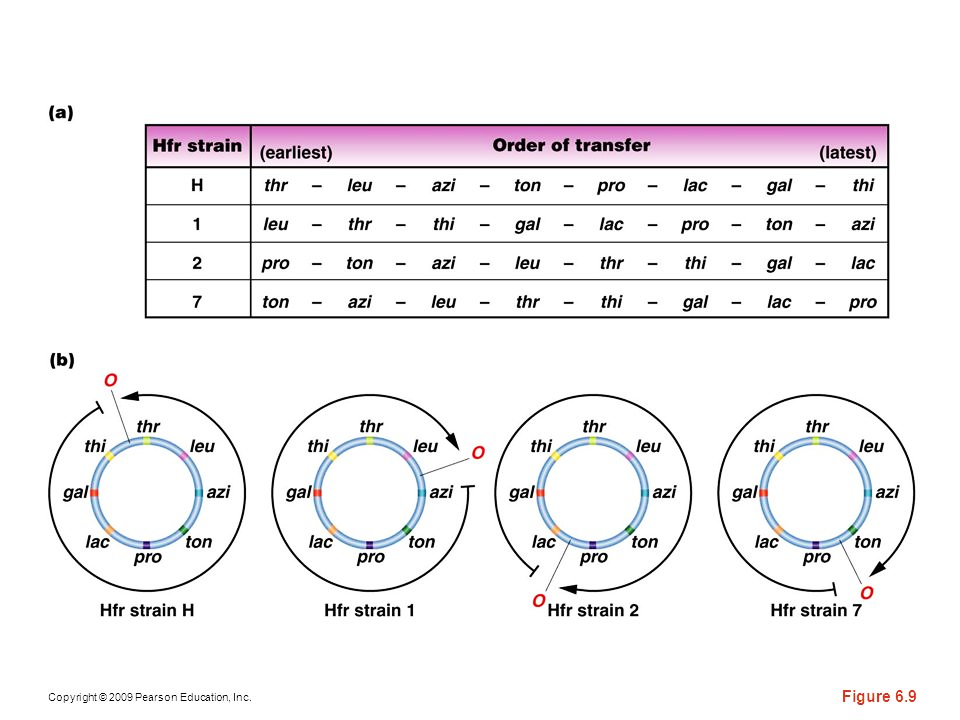 (a)
Hfr strain (earliest) Order of transfer (latest)
H thr – leu – azi – ton – pro – lac – gal – thi
1 leu – thr – thi – gal – lac – pro – ton – azi
2 pro – ton – azi – leu – thr – thi – gal – lac
7 ton – azi – leu – thr – thi – gal – lac – pro
(b)
O
thr thr thr thr
thi leu thi leu O thi leu thi leu
gal azi gal azi gal azi gal azi
lac ton lac ton lac ton lac ton
pro pro pro pro
O O
Hfr strain H Hfr strain 1 Hfr strain 2 Hfr strain 7
Copyright © 2009 Pearson Education, Inc. Figure 6.9